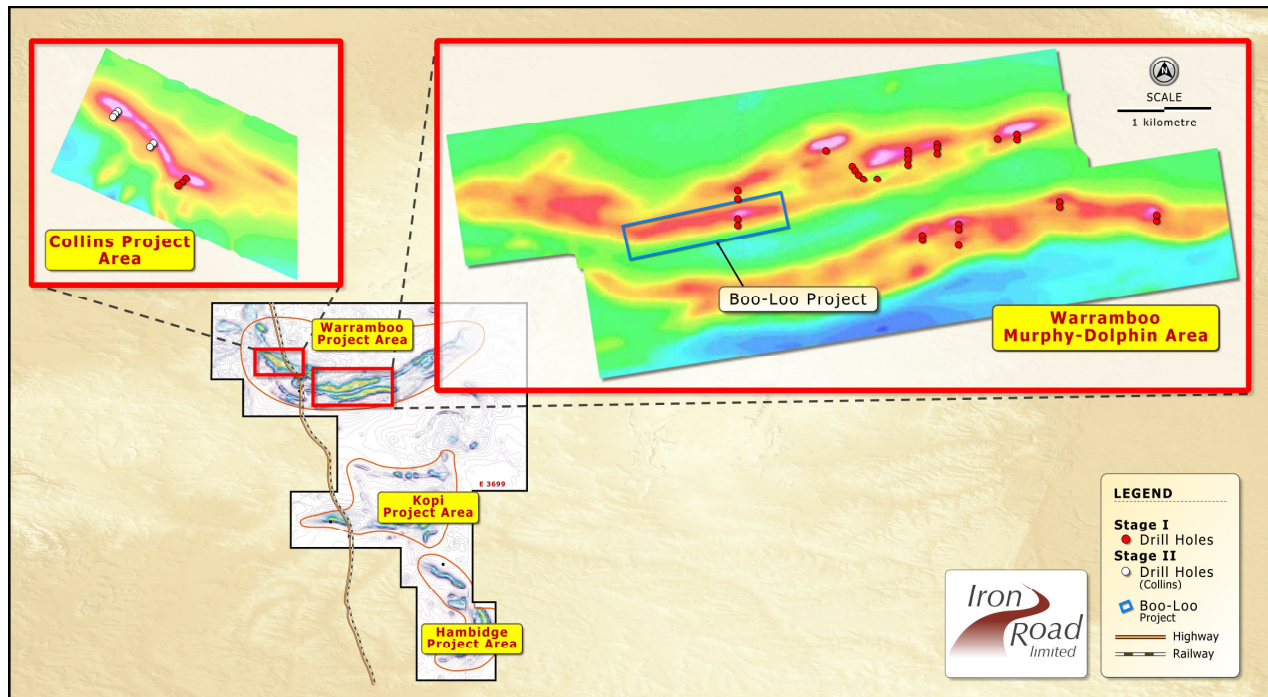 N
SCALE
1 kilometre
Collins Project
Area
Boo-Loo Project
Warramboo
Murphy-Dolphin Area
Warramboo
Project Area
E 3699
Kopi
Project Area
Hambidge
Project Area
Iron
Road
limited
LEGEND
Stage I
Drill Holes
Stage II
Drill Holes
(Collins)
Boo-Loo
Project
Highway
Railway